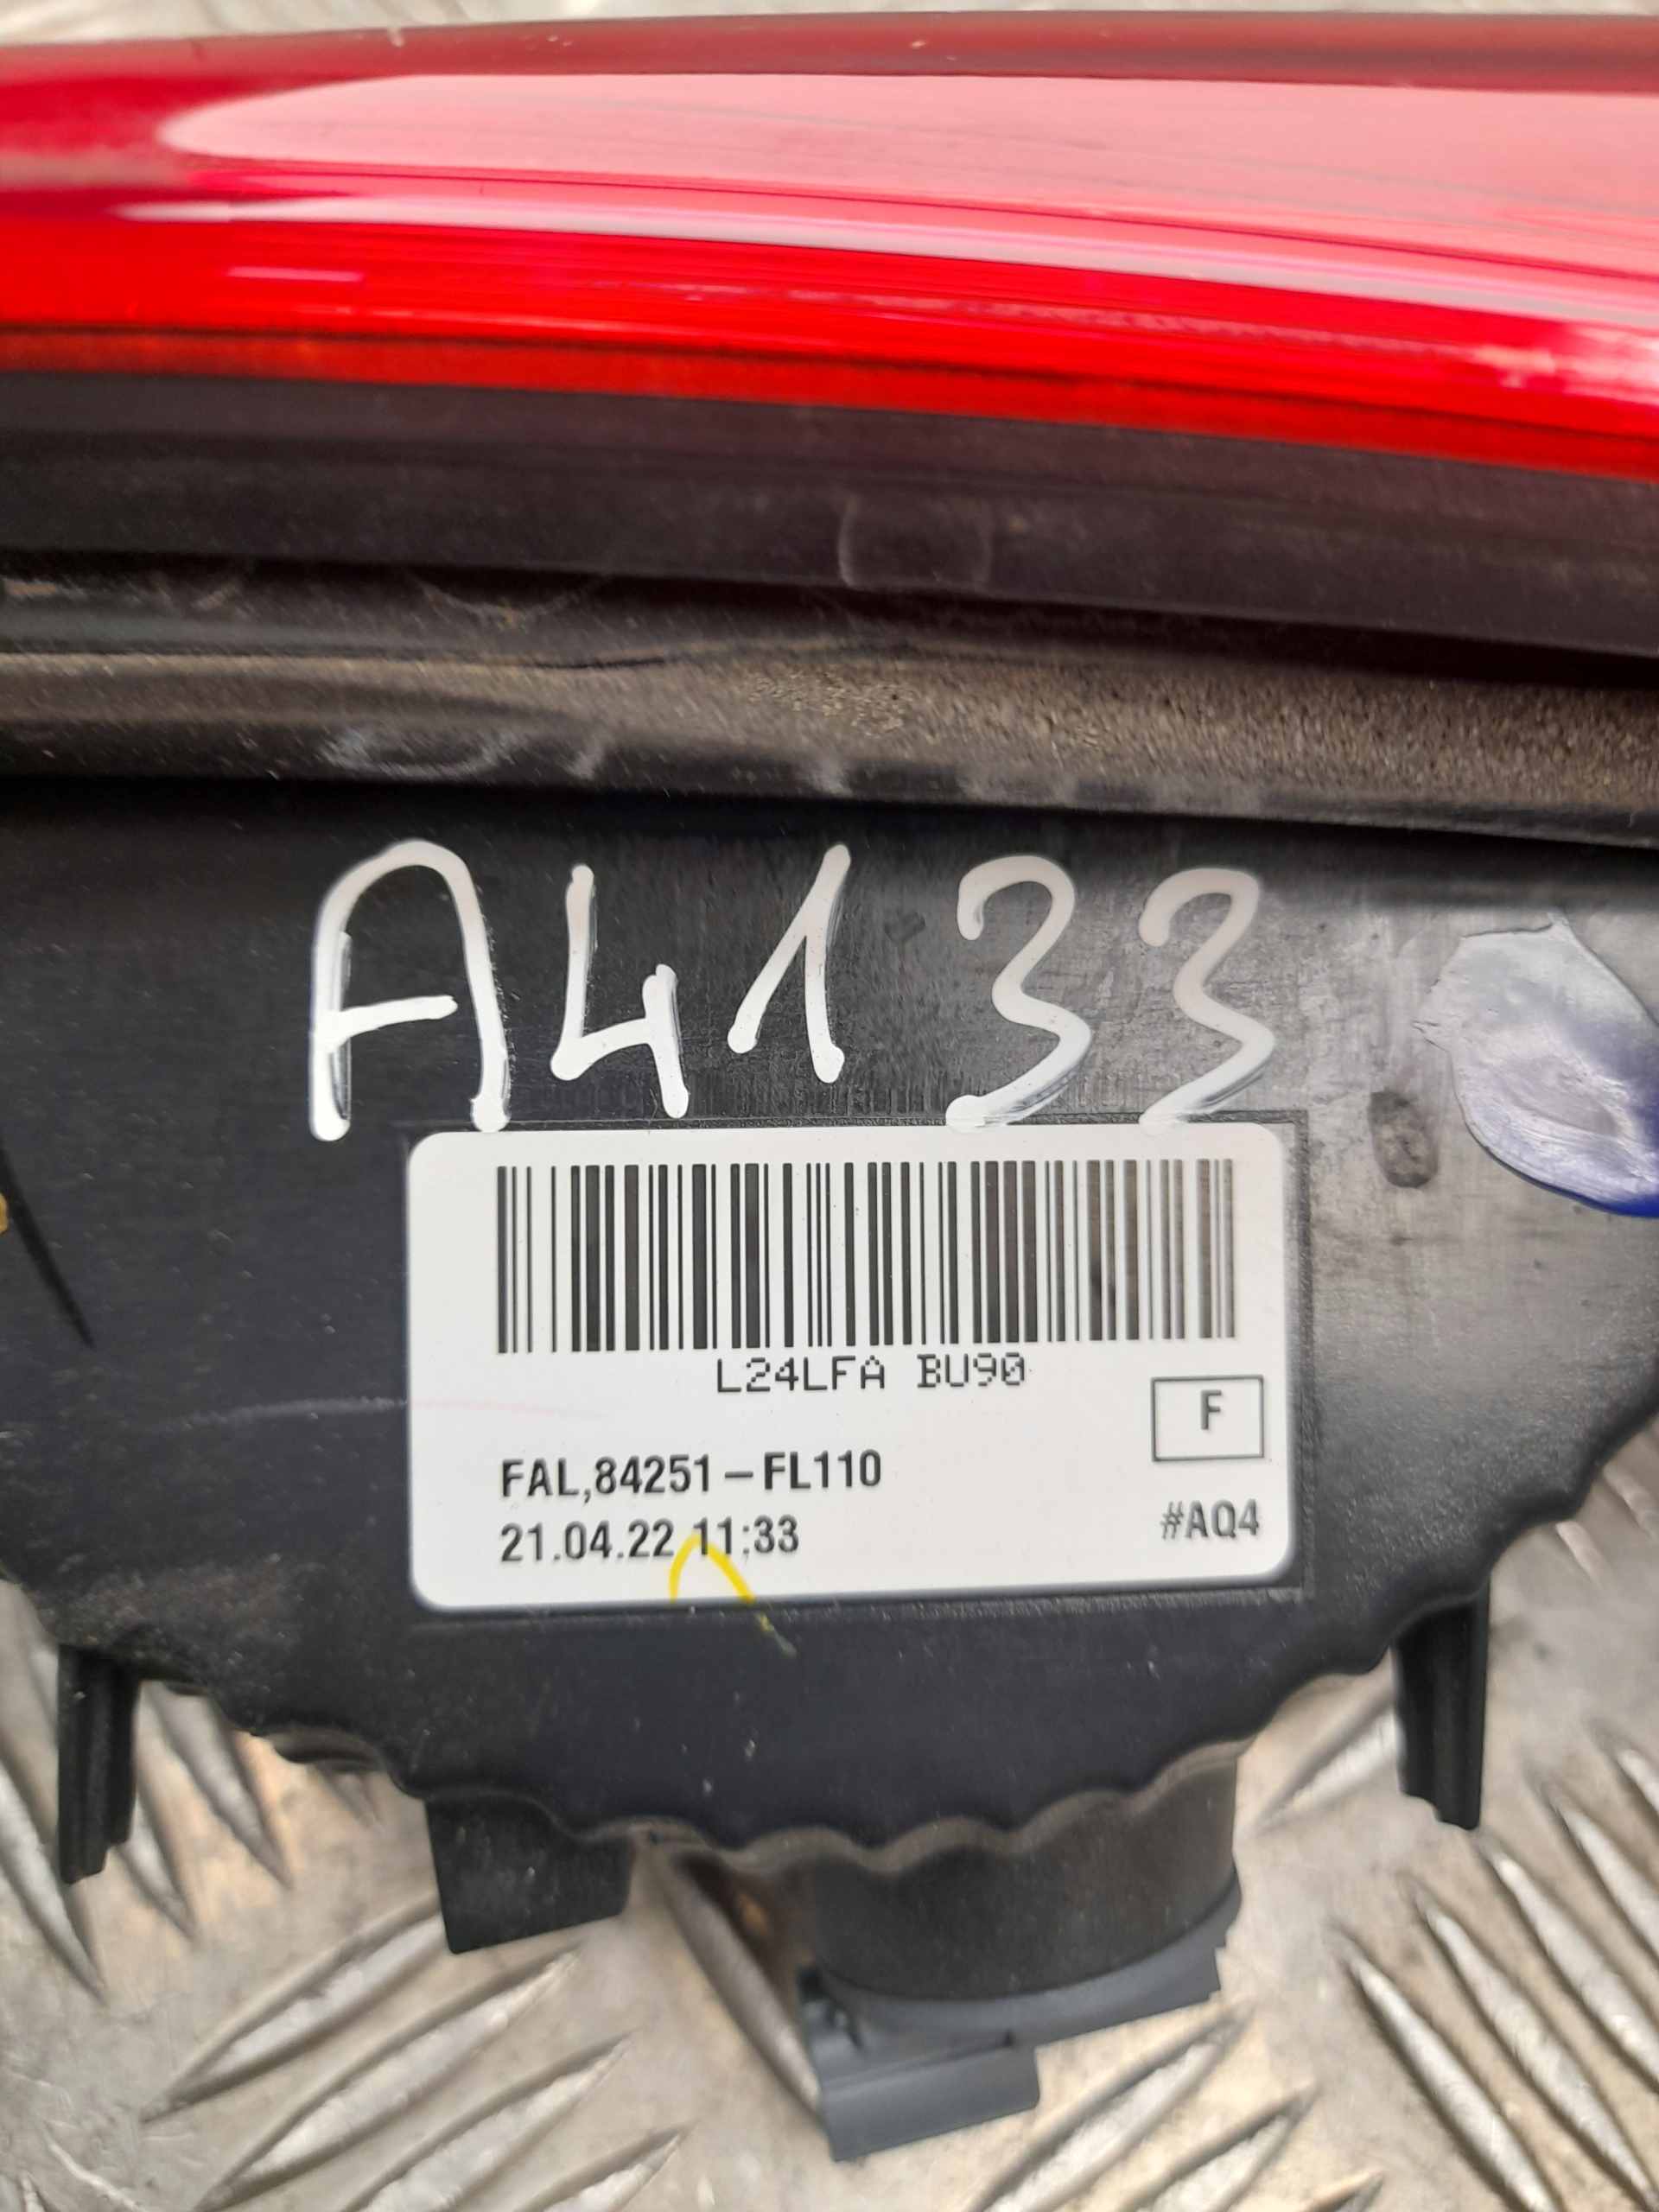 A4133
L24LFA BU90
F
FAL,84251-FL110
21.04.22 11:33
#AQ4